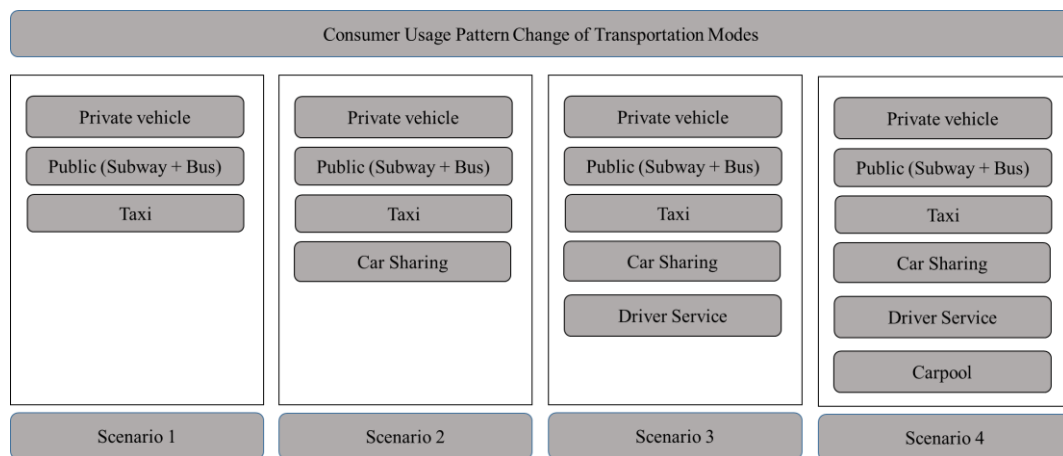 Consumer Usage Pattern Change of Transportation Modes
Private vehicle
Public (Subway + Bus)
Taxi
Scenario 1
Private vehicle
Public (Subway + Bus)
Taxi
Car Sharing
Scenario 2
Private vehicle
Public (Subway + Bus)
Taxi
Car Sharing
Driver Service
Scenario 3
Private vehicle
Public (Subway + Bus)
Taxi
Car Sharing
Driver Service
Carpool
Scenario 4